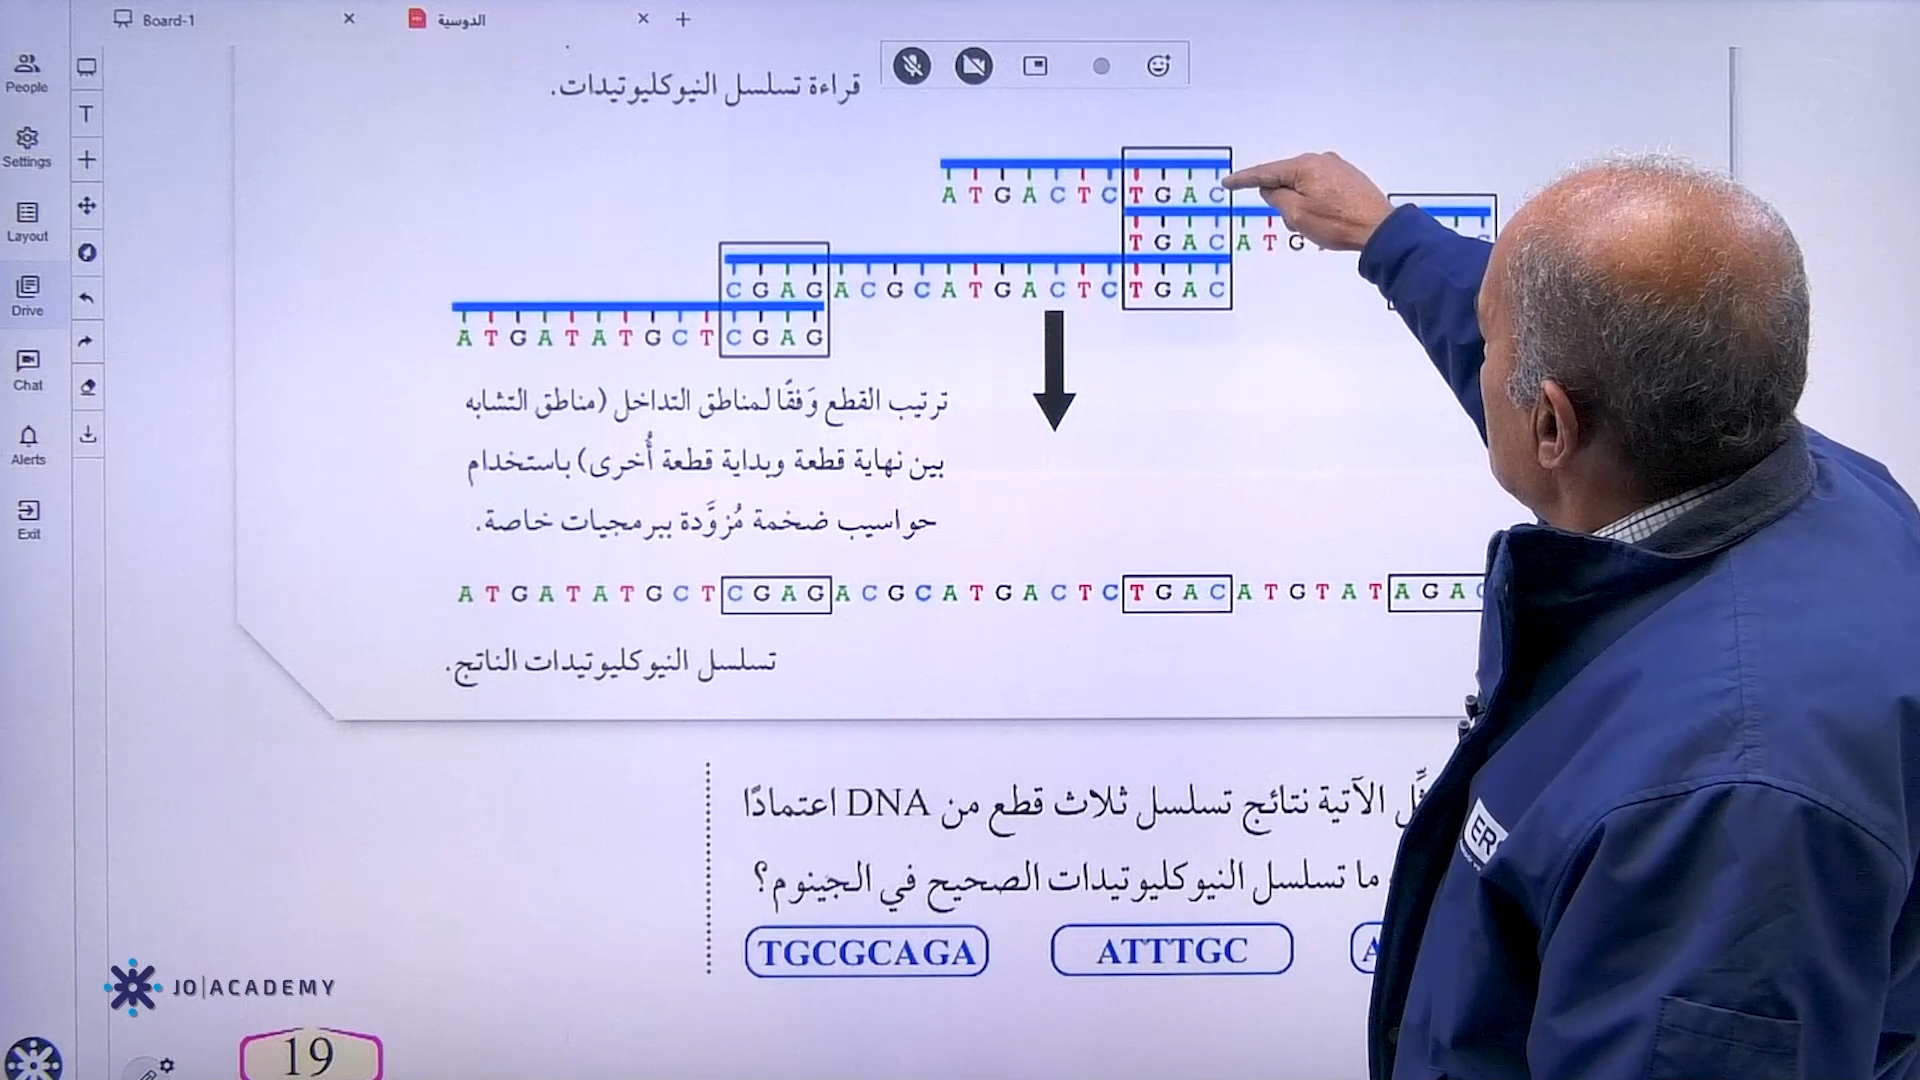 Board-1
الدوسية
People
Settings
Layout
Drive
Chat
Alerts
Exit
T
قراءة تسلسل النيوكليوتيدات.
A T G A C T C T G A C
T G A C A T G
C G A G A C G C A T G A C T C T G A C
A T G A T A T G C T C G A G
ترتيب القطع وَفقًا لمناطق التداخل (مناطق التشابه
بين نهاية قطعة وبداية قطعة أُخرى) باستخدام
حواسيب ضخمة مُزوَّدة ببرمجيات خاصة.
A T G A T A T G C T C G A G A C G C A T G A C T C T G A C A T G T A T A G A C
تسلسل النيوكليوتيدات الناتج.
الآتية نتائج تسلسل ثلاث قطع من DNA اعتمادًا
ما تسلسل النيوكليوتيدات الصحيح في الجينوم؟
TGCGCAGA ATTTGC A
JO|ACADEMY
19